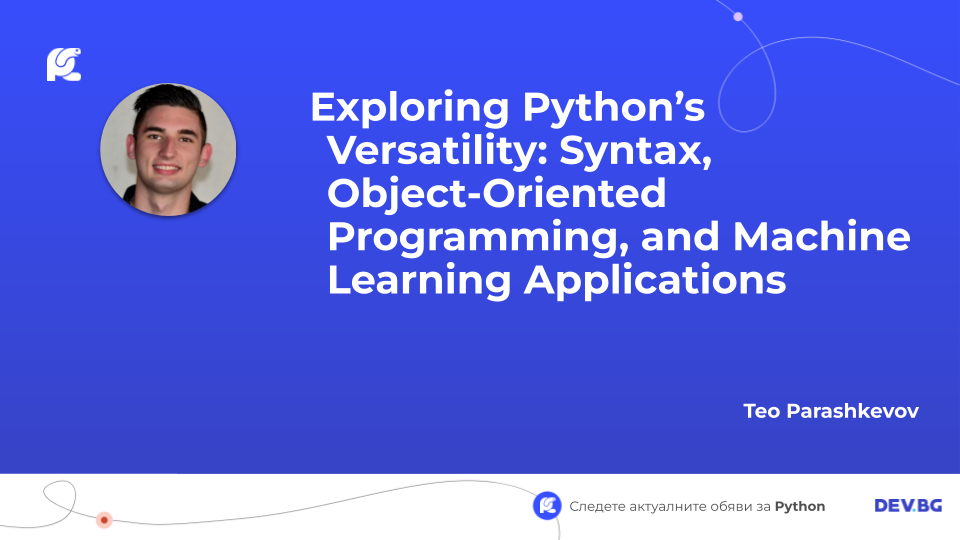 Exploring Python’s
Versatility: Syntax,
Object-Oriented
Programming, and Machine
Learning Applications
Teo Parashkevov
Следете актуалните обяви за Python
DEV.BG